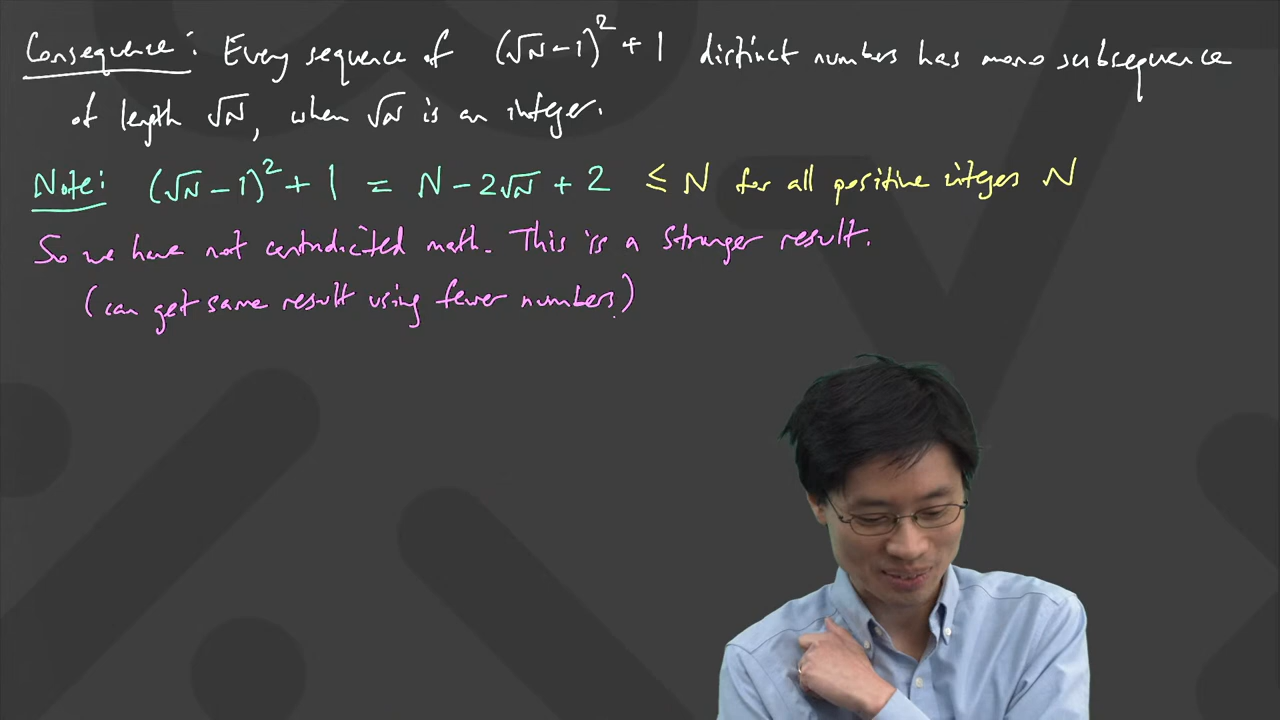 Consequence: Every sequence of (√N-1)² + 1 distinct numbers has mono subsequence
of length √N, when √N is an integer.
Note: (√N - 1)² + 1 = N - 2√N + 2 ≤ N for all positive integers N
So we have not contradicted math. This is a stronger result.
(can get same result using fewer numbers)